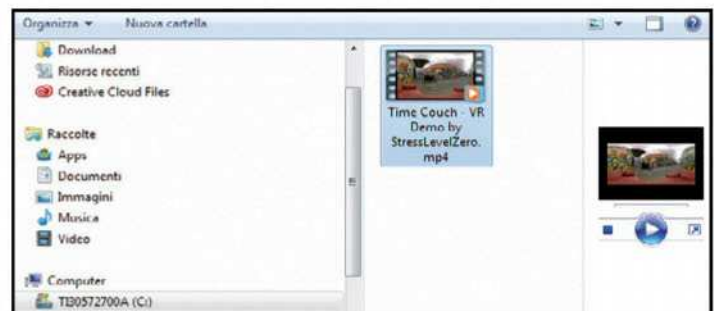 Organizza Nuova cartella
Download
Risorse recenti
Creative Cloud Files
Raccolte
Apps
Documenti
Immagini
Musica
Video
Computer
TI30572700A (C:)
Time Couch - VR
Demo by
StressLevelZero.
mp4